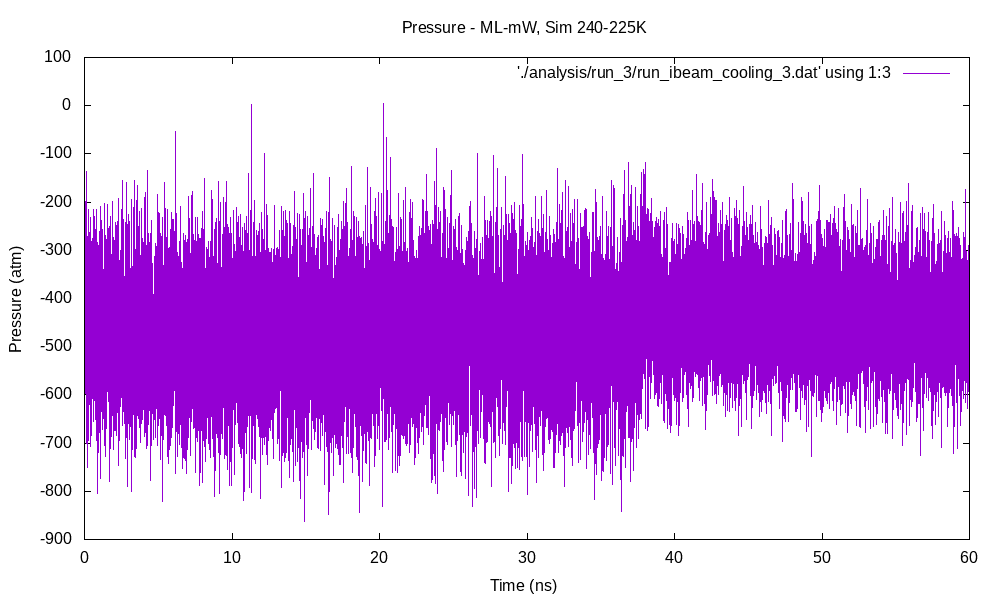 Pressure - ML-mW, Sim 240-225K
'./analysis/run_3/run_ibeam_cooling_3.dat' using 1:3
100
0
-100
-200
-300
-400
-500
-600
-700
-800
-900
Pressure (atm)
0 10 20 30 40 50 60
Time (ns)